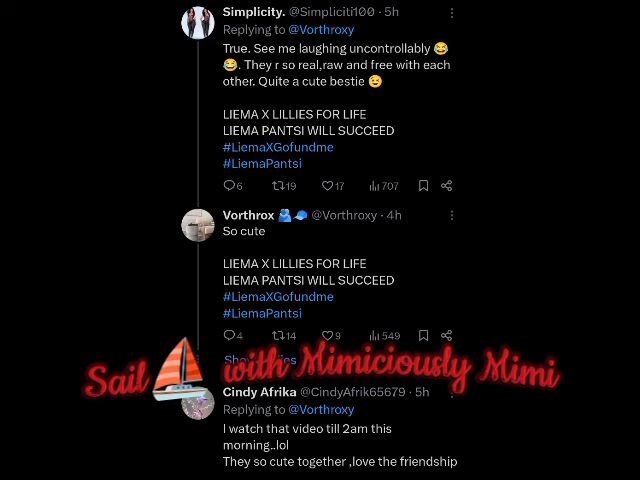 Simplicity. @Simpliciti100 · 5h
Replying to @Vorthroxy
True. See me laughing uncontrollably 😂
😂. They r so real,raw and free with each
other. Quite a cute bestie 😉
LIEMA X LILLIES FOR LIFE
LIEMA PANTSI WILL SUCCEED
#LiemaXGofundme
#LiemaPantsi
6 19 17 707
Vorthrox 🫂🧢 @Vorthroxy · 4h
So cute
LIEMA X LILLIES FOR LIFE
LIEMA PANTSI WILL SUCCEED
#LiemaXGofundme
#LiemaPantsi
4 14 9 549
Sail ⛵ with Mimiciously Mimi
Cindy Afrika @CindyAfrik65679 · 5h
Replying to @Vorthroxy
I watch that video till 2am this
morning..lol
They so cute together ,love the friendship